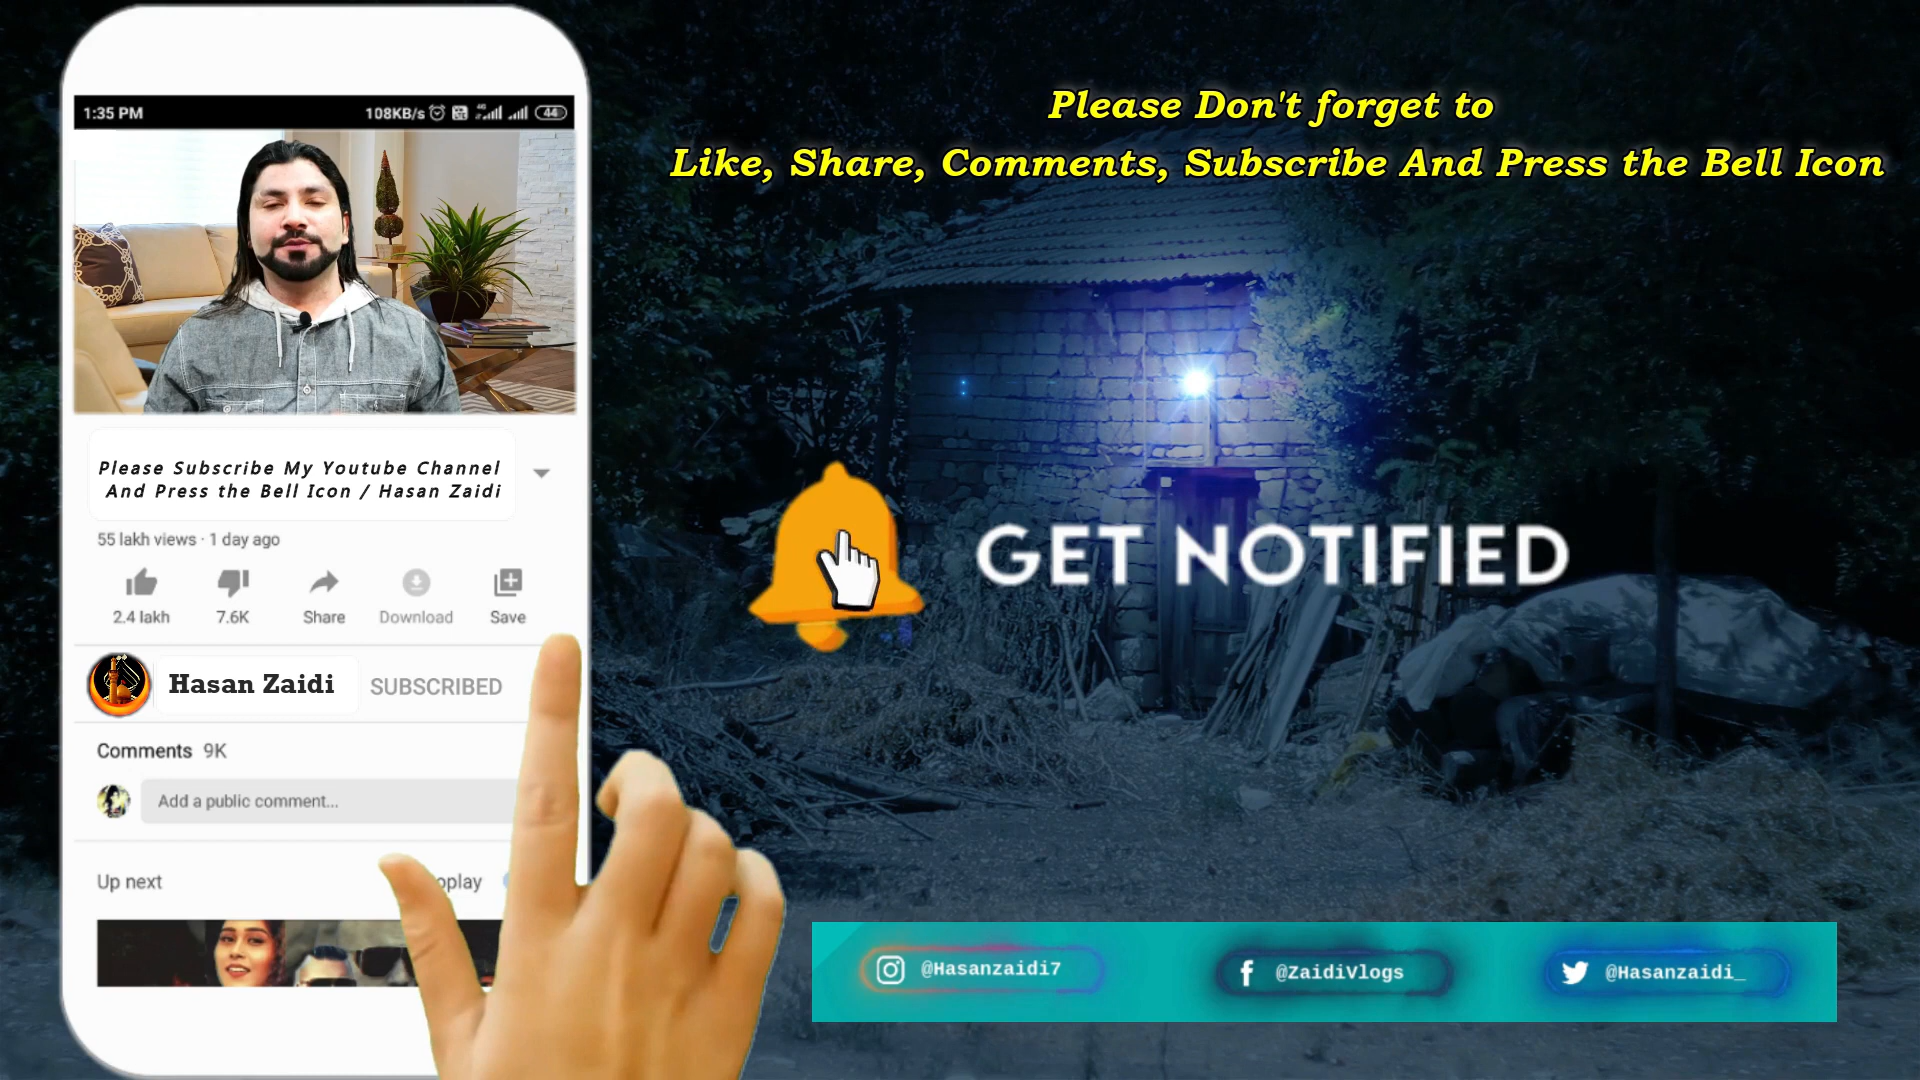 1:35 PM
108KB/s
4G
44
Please Don't forget to
Like, Share, Comments, Subscribe And Press the Bell Icon
Please Subscribe My Youtube Channel
And Press the Bell Icon / Hasan Zaidi
55 lakh views · 1 day ago
2.4 lakh
7.6K
Share
Download
Save
GET NOTIFIED
Hasan Zaidi
SUBSCRIBED
Comments 9K
Add a public comment...
Up next
oplay
@Hasanzaidi7
@ZaidiVlogs
@Hasanzaidi_